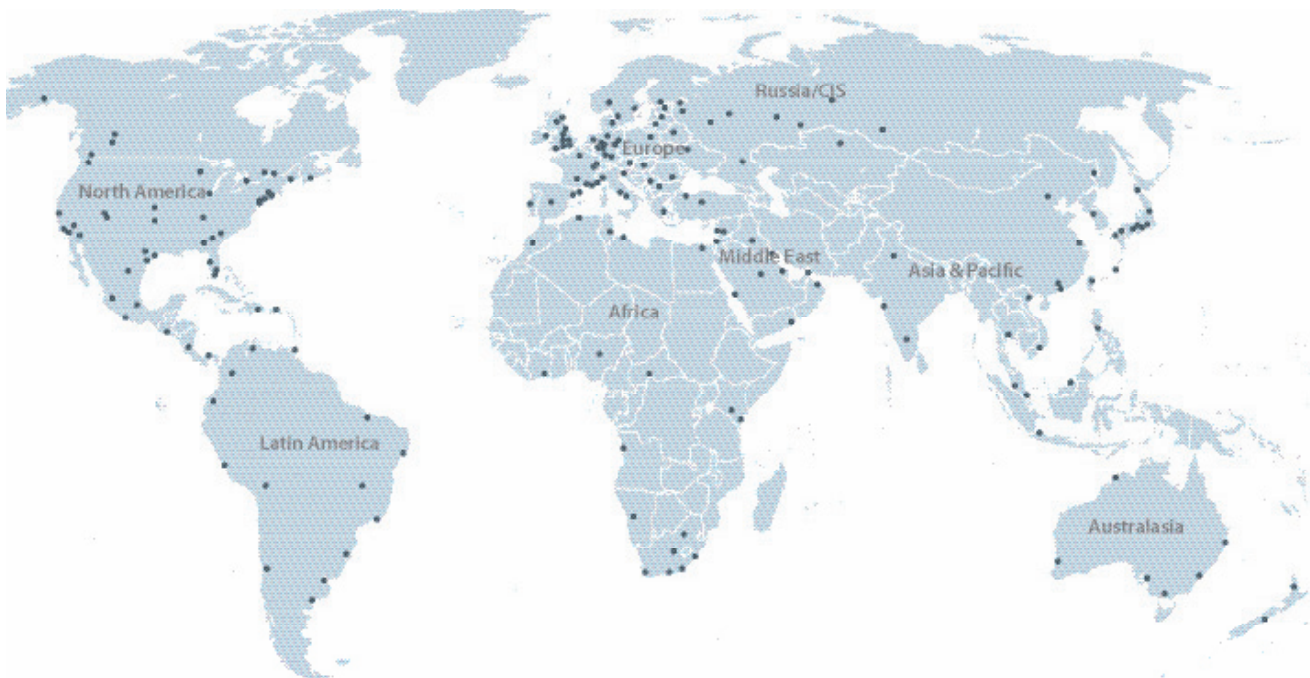 Russia/CIS
Europe
North America
Middle East
Asia & Pacific
Africa
Latin America
Australasia